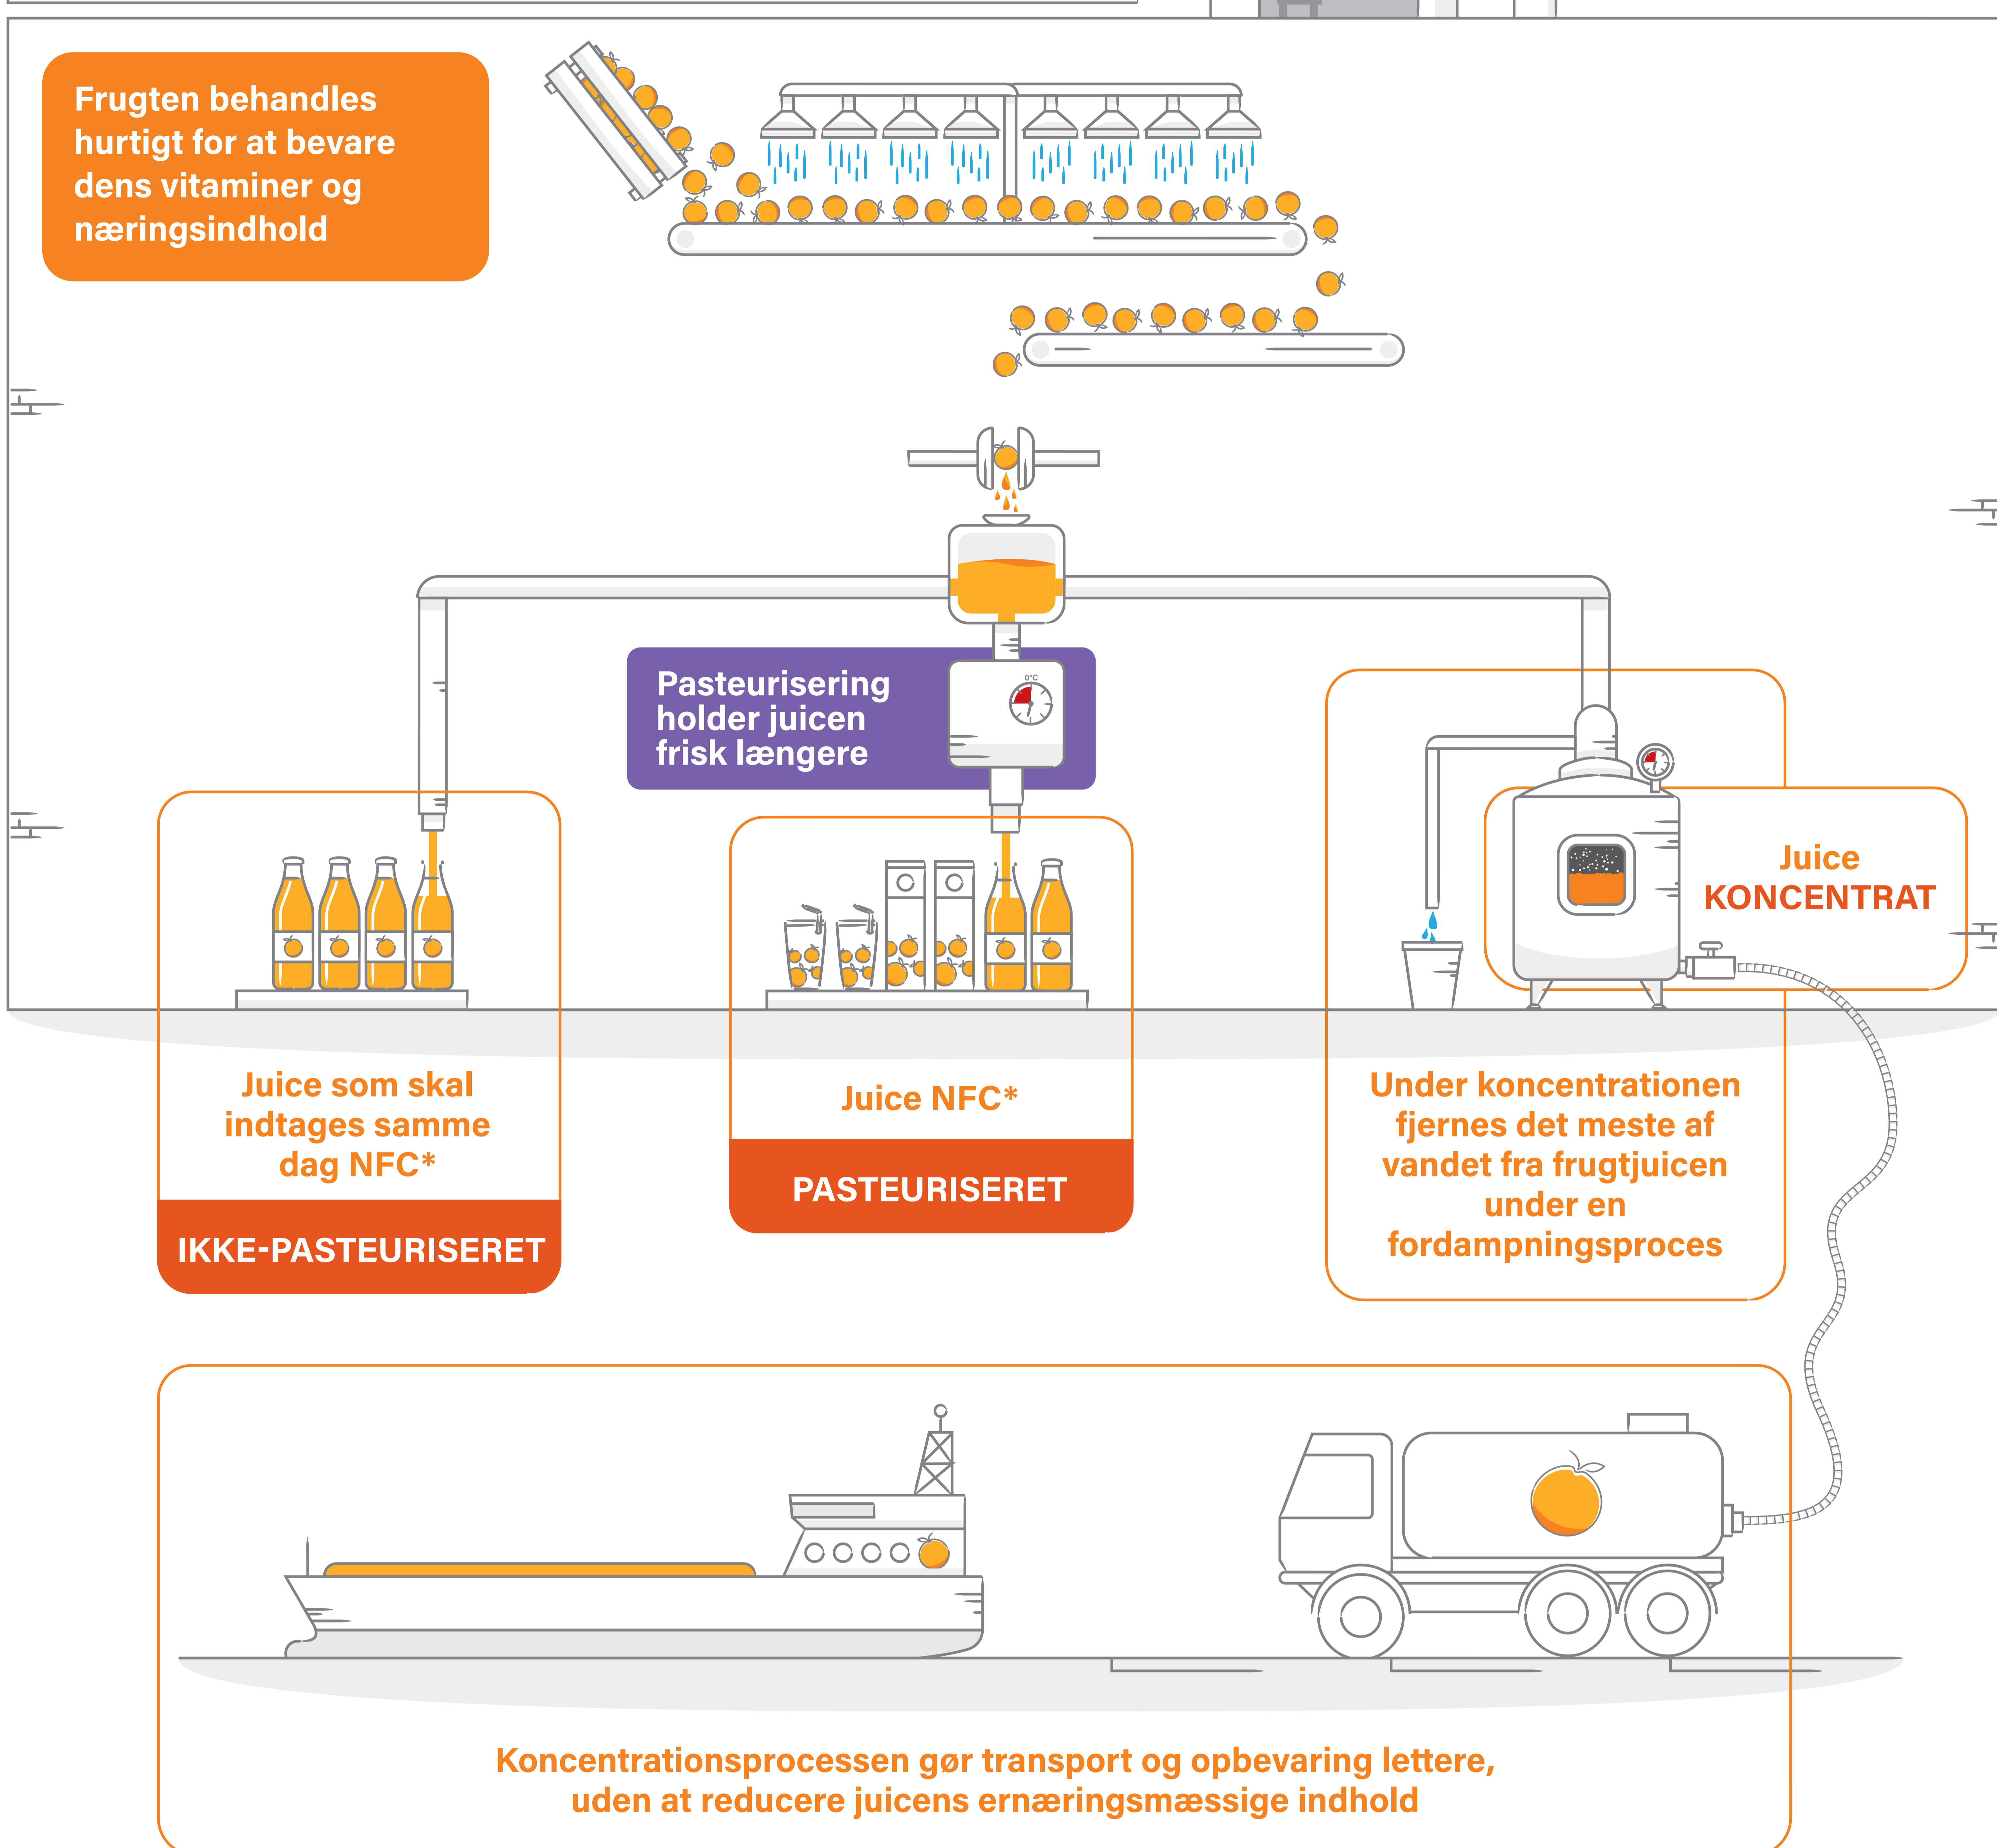 Frugten behandles
hurtigt for at bevare
dens vitaminer og
næringsindhold
Pasteurisering
holder juicen
frisk længere
0°C
Juice
KONCENTRAT
Juice som skal
indtages samme
dag NFC*
IKKE-PASTEURISERET
Juice NFC*
PASTEURISERET
Under koncentrationen
fjernes det meste af
vandet fra frugtjuicen
under en
fordampningsproces
Koncentrationsprocessen gør transport og opbevaring lettere,
uden at reducere juicens ernæringsmæssige indhold